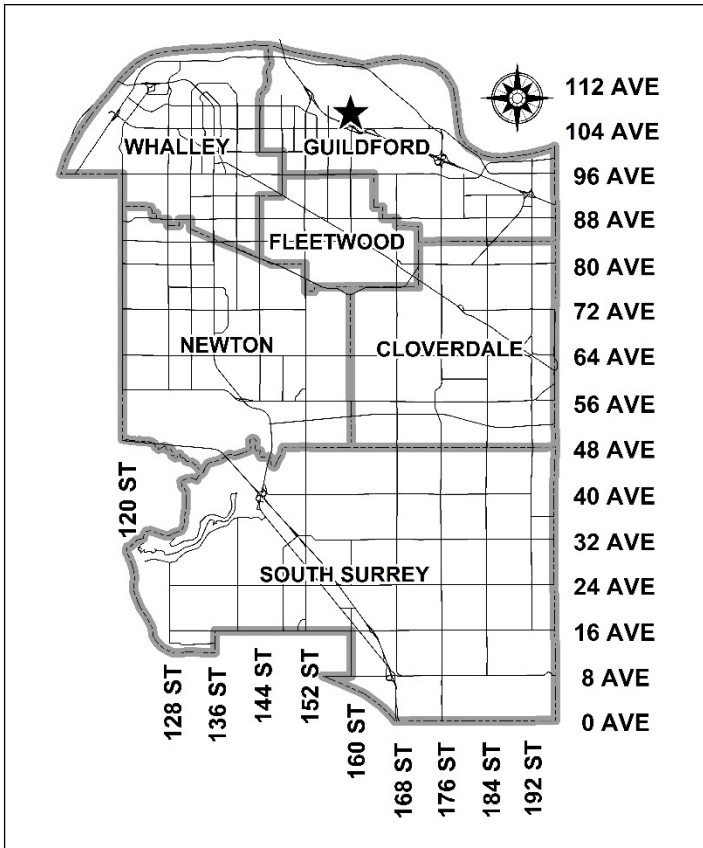 112 AVE
104 AVE
WHALLEY
GUILDFORD
96 AVE
88 AVE
FLEETWOOD
80 AVE
72 AVE
NEWTON
CLOVERDALE
64 AVE
56 AVE
48 AVE
120 ST
40 AVE
32 AVE
SOUTH SURREY
24 AVE
16 AVE
8 AVE
0 AVE
128 ST
136 ST
144 ST
152 ST
160 ST
168 ST
176 ST
184 ST
192 ST